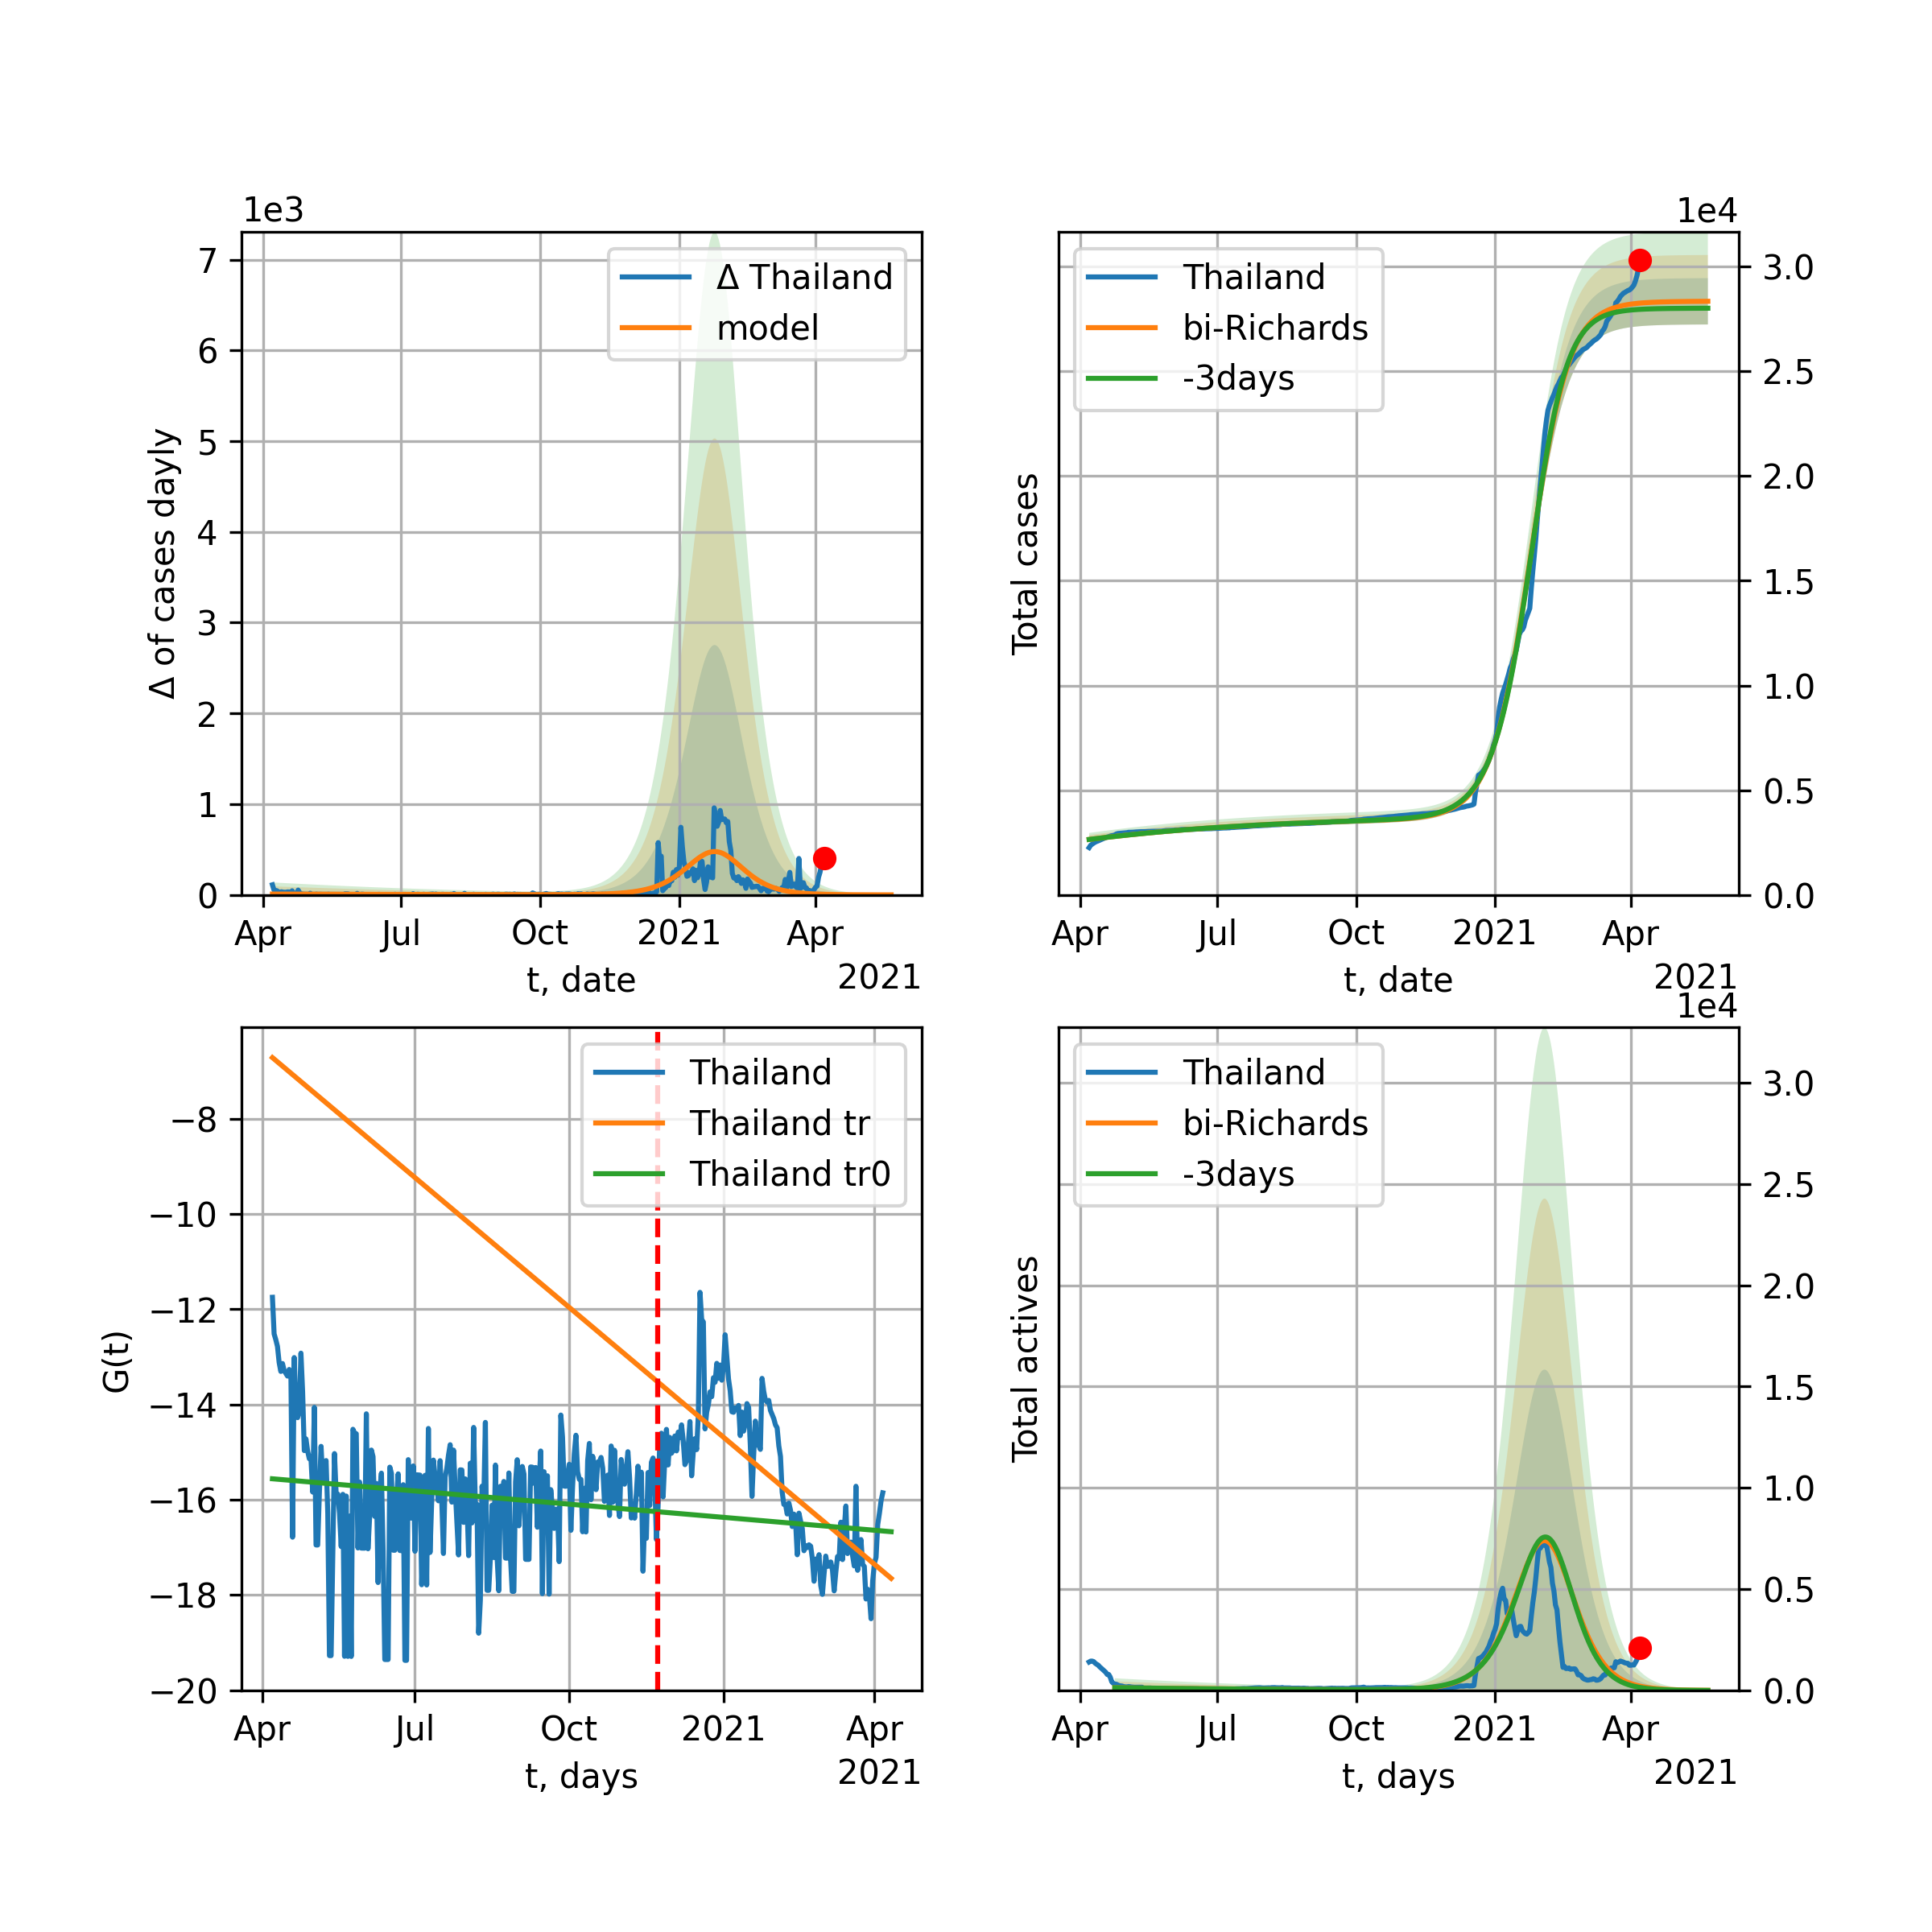 1e3
7
6
5
4
3
2
1
0
Δ of cases dayly
Δ Thailand
model
Apr Jul Oct 2021 Apr
t, date
2021
1e4
Thailand
bi-Richards
-3days
Total cases
3.0
2.5
2.0
1.5
1.0
0.5
0.0
Apr Jul Oct 2021 Apr
t, date
2021
G(t)
−8
−10
−12
−14
−16
−18
−20
Thailand
Thailand tr
Thailand tr0
Apr Jul Oct 2021 Apr
t, days
2021
1e4
Thailand
bi-Richards
-3days
Total actives
3.0
2.5
2.0
1.5
1.0
0.5
0.0
Apr Jul Oct 2021 Apr
t, days
2021